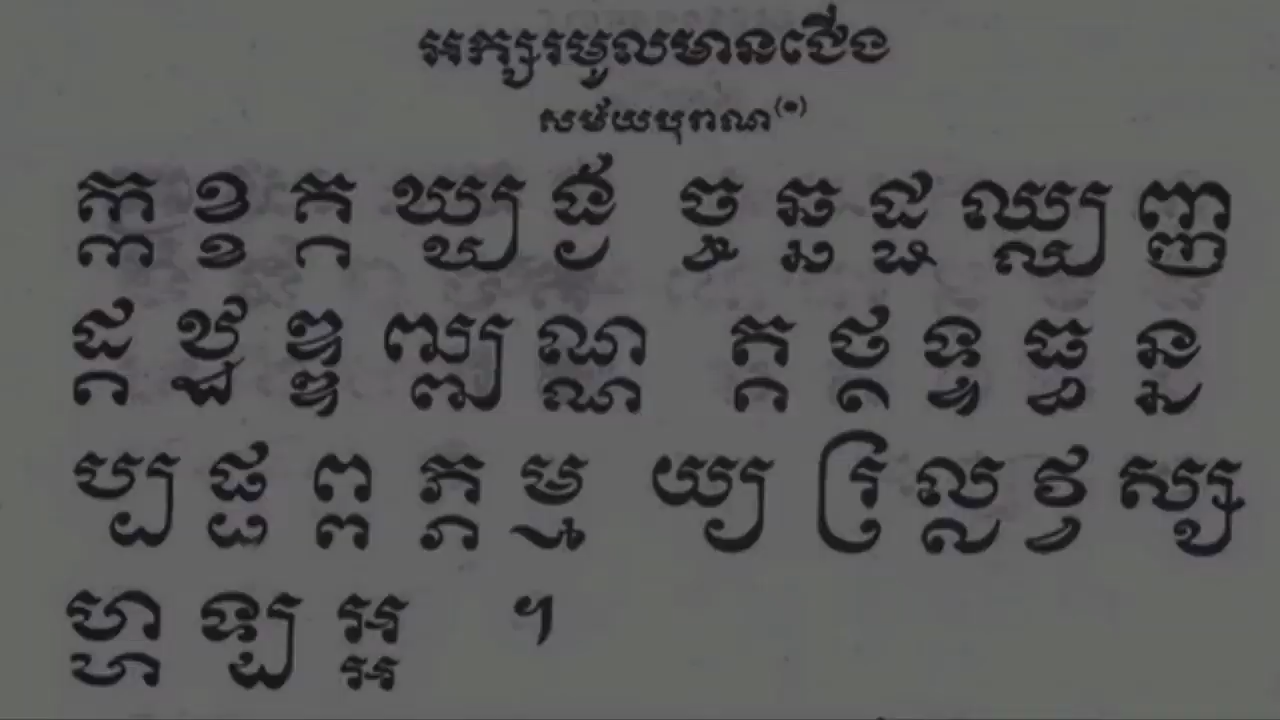 អក្សរមូលមានជើង
សម័យបុរាណ(១)
ក្ក ខ្ខ គ្គ ឃ្ឃ ង្ង ច្ច ឆ្ឆ ជ្ជ ឈ្ឈ ញ្ញ
ដ្ដ ឋ្ឋ ឌ្ឌ ឍ្ឍ ណ្ណ ត្ត ថ្ថ ទ្ទ ធ្ធ ន្ន
ប្ប ផ្ផ ព្ព ភ្ភ ម្ម យ្យ រ្រ ល្ល វ្វ ស្ស
ហ្ហ ឡ្ឡ អ្អ ។